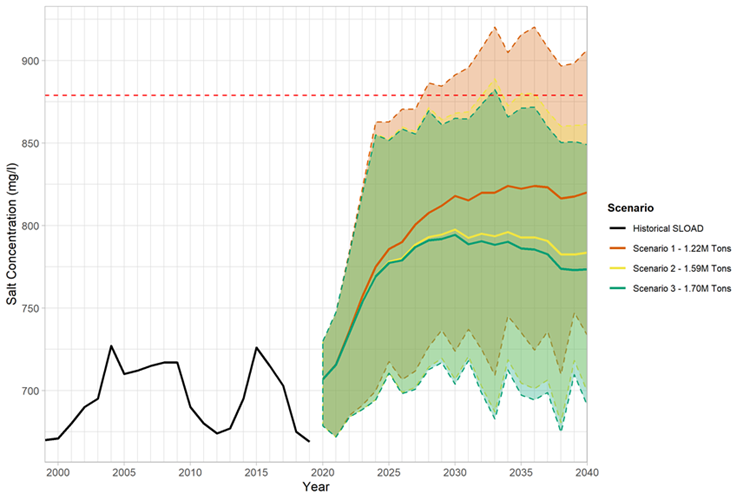 900
850
800
750
700
Salt Concentration (mg/l)
2000
2005
2010
2015
2020
2025
2030
2035
2040
Year
Scenario
Historical SLOAD
Scenario 1 - 1.22M Tons
Scenario 2 - 1.59M Tons
Scenario 3 - 1.70M Tons